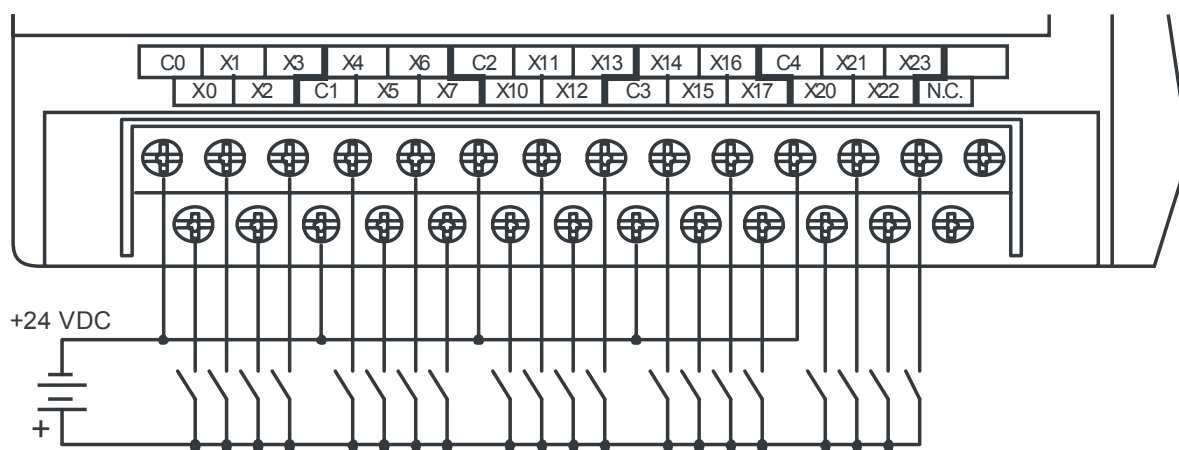 C0 X1 X3 X4 X6 C2 X11 X13 X14 X16 C4 X21 X23
X0 X2 C1 X5 X7 X10 X12 C3 X15 X17 X20 X22 N.C.
+24 VDC
+